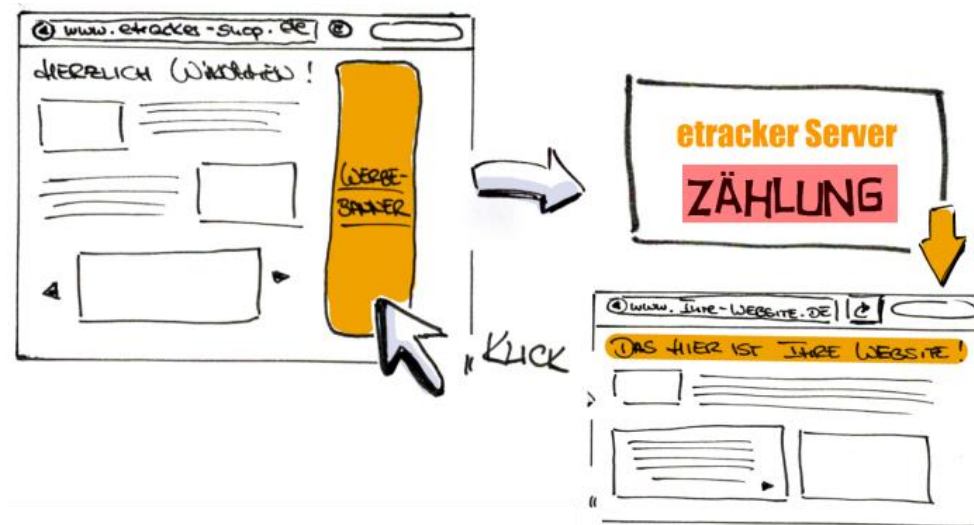 www.etracker-shop.de
HERZLICH WILLKOMMEN!
WERBE-
BANNER
„KLICK
etracker Server
ZÄHLUNG
www.IHRE-WEBSITE.DE
DAS HIER IST IHRE WEBSITE!